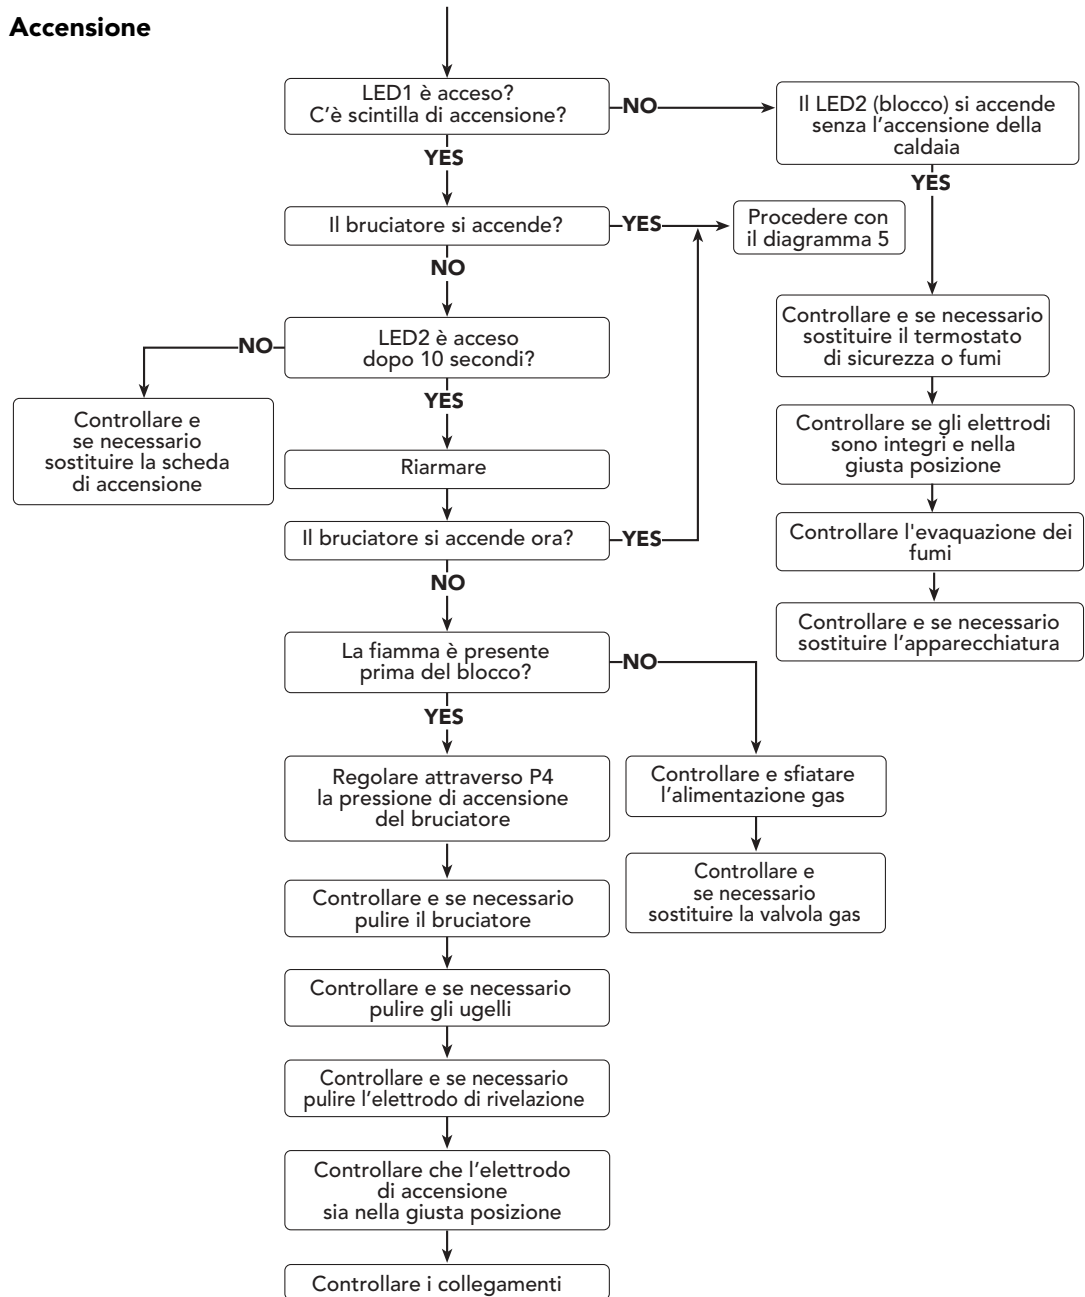 Accensione
LED1 è acceso?
C'è scintilla di accensione?
NO
Il LED2 (blocco) si accende
senza l'accensione della
caldaia
YES
YES
Il bruciatore si accende?
YES
Procedere con
il diagramma 5
NO
LED2 è acceso
dopo 10 secondi?
NO
Controllare e
se necessario
sostituire la scheda
di accensione
YES
Controllare e se necessario
sostituire il termostato
di sicurezza o fumi
Riarmare
Controllare se gli elettrodi
sono integri e nella
giusta posizione
Il bruciatore si accende ora?
YES
Controllare l'evaquazione dei
fumi
NO
Controllare e se necessario
sostituire l'apparecchiatura
La fiamma è presente
prima del blocco?
NO
YES
Regolare attraverso P4
la pressione di accensione
del bruciatore
Controllare e sfiatare
l'alimentazione gas
Controllare e
se necessario
sostituire la valvola gas
Controllare e se necessario
pulire il bruciatore
Controllare e se necessario
pulire gli ugelli
Controllare e se necessario
pulire l'elettrodo di rivelazione
Controllare che l'elettrodo
di accensione
sia nella giusta posizione
Controllare i collegamenti